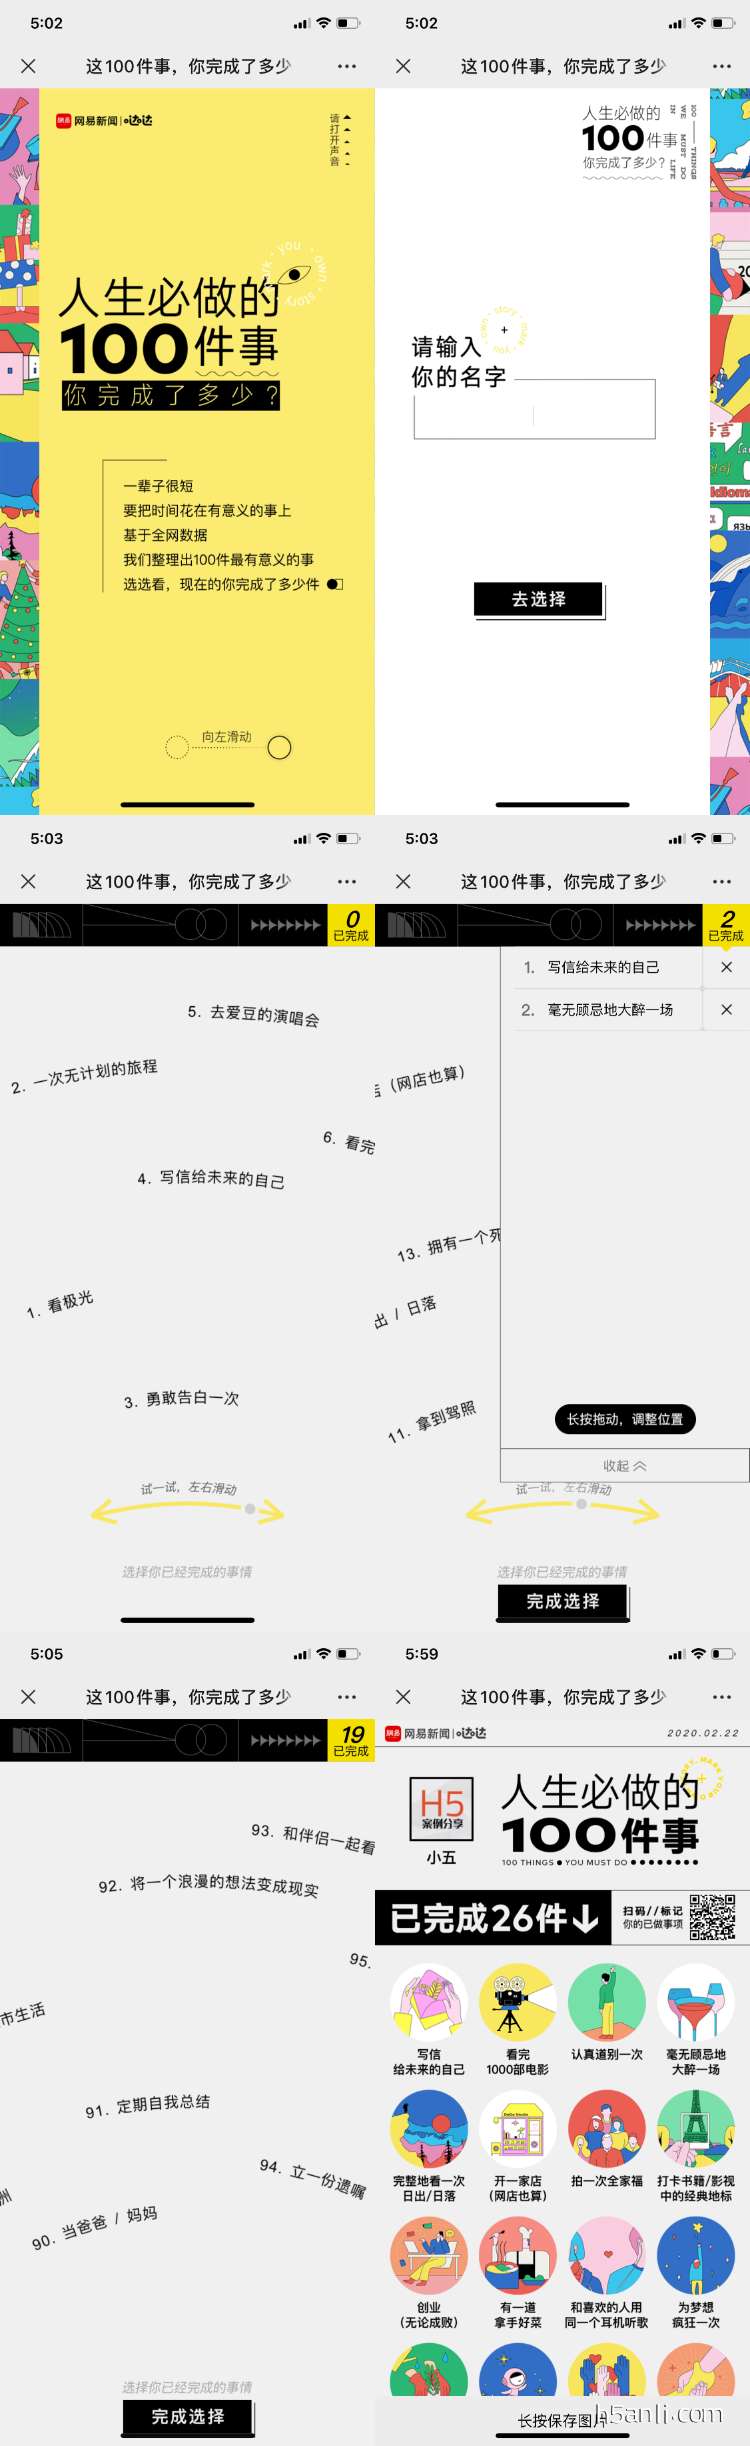 5:02
这100件事，你完成了多少
网易
网易新闻
哒哒
请打开声音
you · own · story · mark
人生必做的
100件事
你完成了多少？
一辈子很短
要把时间花在有意义的事上
基于全网数据
我们整理出100件最有意义的事
选选看，现在的你完成了多少件
向左滑动
5:02
这100件事，你完成了多少
人生必做的
100件事
你完成了多少？
100 THINGS
WE MUST DO
IN LIFE
own · story · mark · you
请输入
你的名字
去选择
5:03
这100件事，你完成了多少
0
已完成
5. 去爱豆的演唱会
2. 一次无计划的旅程
6. 看完
4. 写信给未来的自己
1. 看极光
3. 勇敢告白一次
试一试，左右滑动
选择你已经完成的事情
5:03
这100件事，你完成了多少
2
已完成
1. 写信给未来的自己
2. 毫无顾忌地大醉一场
（网店也算）
13. 拥有一个死
出 / 日落
11. 拿到驾照
长按拖动，调整位置
收起
试一试，左右滑动
选择你已经完成的事情
完成选择
5:05
这100件事，你完成了多少
19
已完成
93. 和伴侣一起看
92. 将一个浪漫的想法变成现实
95.
市生活
91. 定期自我总结
94. 立一份遗嘱
洲
90. 当爸爸 / 妈妈
选择你已经完成的事情
完成选择
5:59
这100件事，你完成了多少
网易
网易新闻
哒哒
2020.02.22
H5
案例分享
小五
人生必做的
100件事
100 THINGS YOU MUST DO
已完成26件
扫码//标记
你的已做事项
写信
给未来的自己
看完
1000部电影
认真道别一次
毫无顾忌地
大醉一场
完整地看一次
日出/日落
开一家店
（网店也算）
拍一次全家福
打卡书籍/影视
中的经典地标
创业
（无论成败）
有一道
拿手好菜
和喜欢的人用
同一个耳机听歌
为梦想
疯狂一次
长按保存图片
h5anli.com